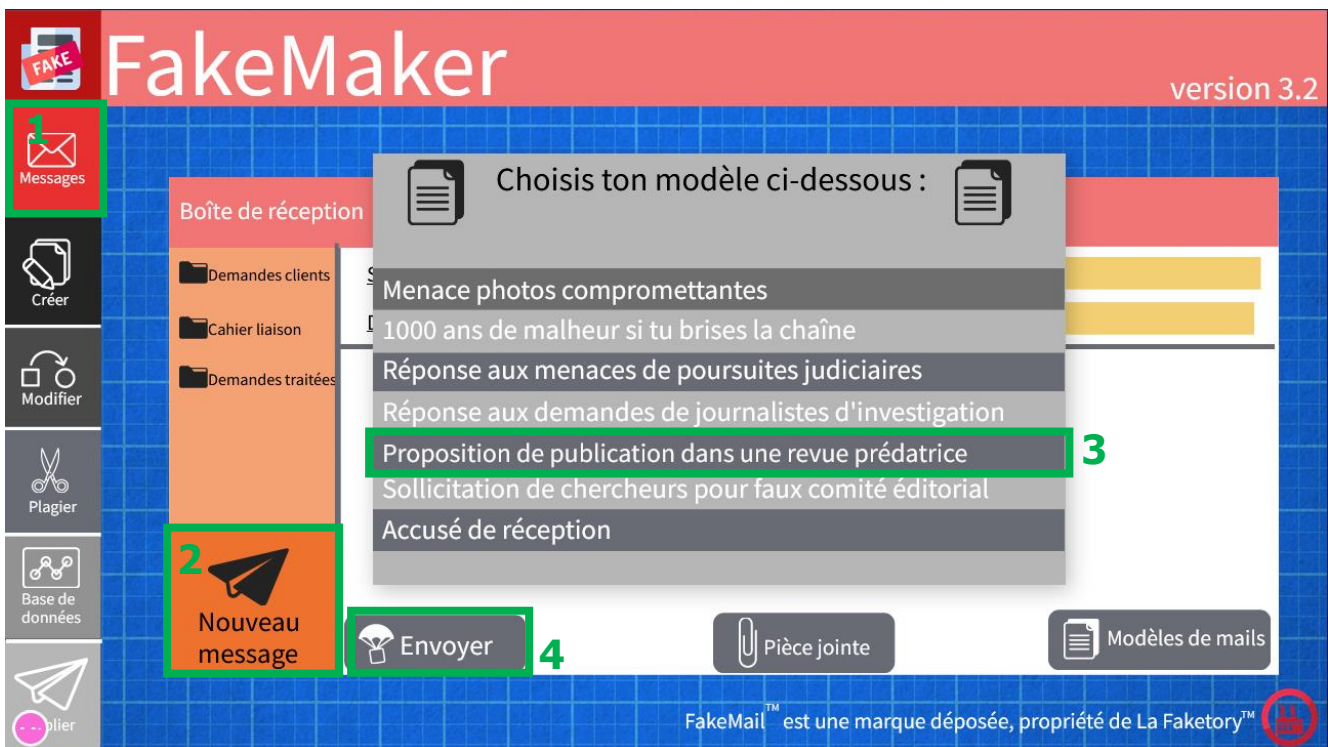 FAKE
FakeMaker
version 3.2
1
Messages
Créer
Modifier
Plagier
Base de
données
Boîte de réception
Demandes clients
Cahier liaison
Demandes traitées
2
Nouveau
message
Choisis ton modèle ci-dessous :
Menace photos compromettantes
1000 ans de malheur si tu brises la chaîne
Réponse aux menaces de poursuites judiciaires
Réponse aux demandes de journalistes d'investigation
Proposition de publication dans une revue prédatrice
3
Sollicitation de chercheurs pour faux comité éditorial
Accusé de réception
Envoyer
4
Pièce jointe
Modèles de mails
FakeMail™ est une marque déposée, propriété de La Faketory™